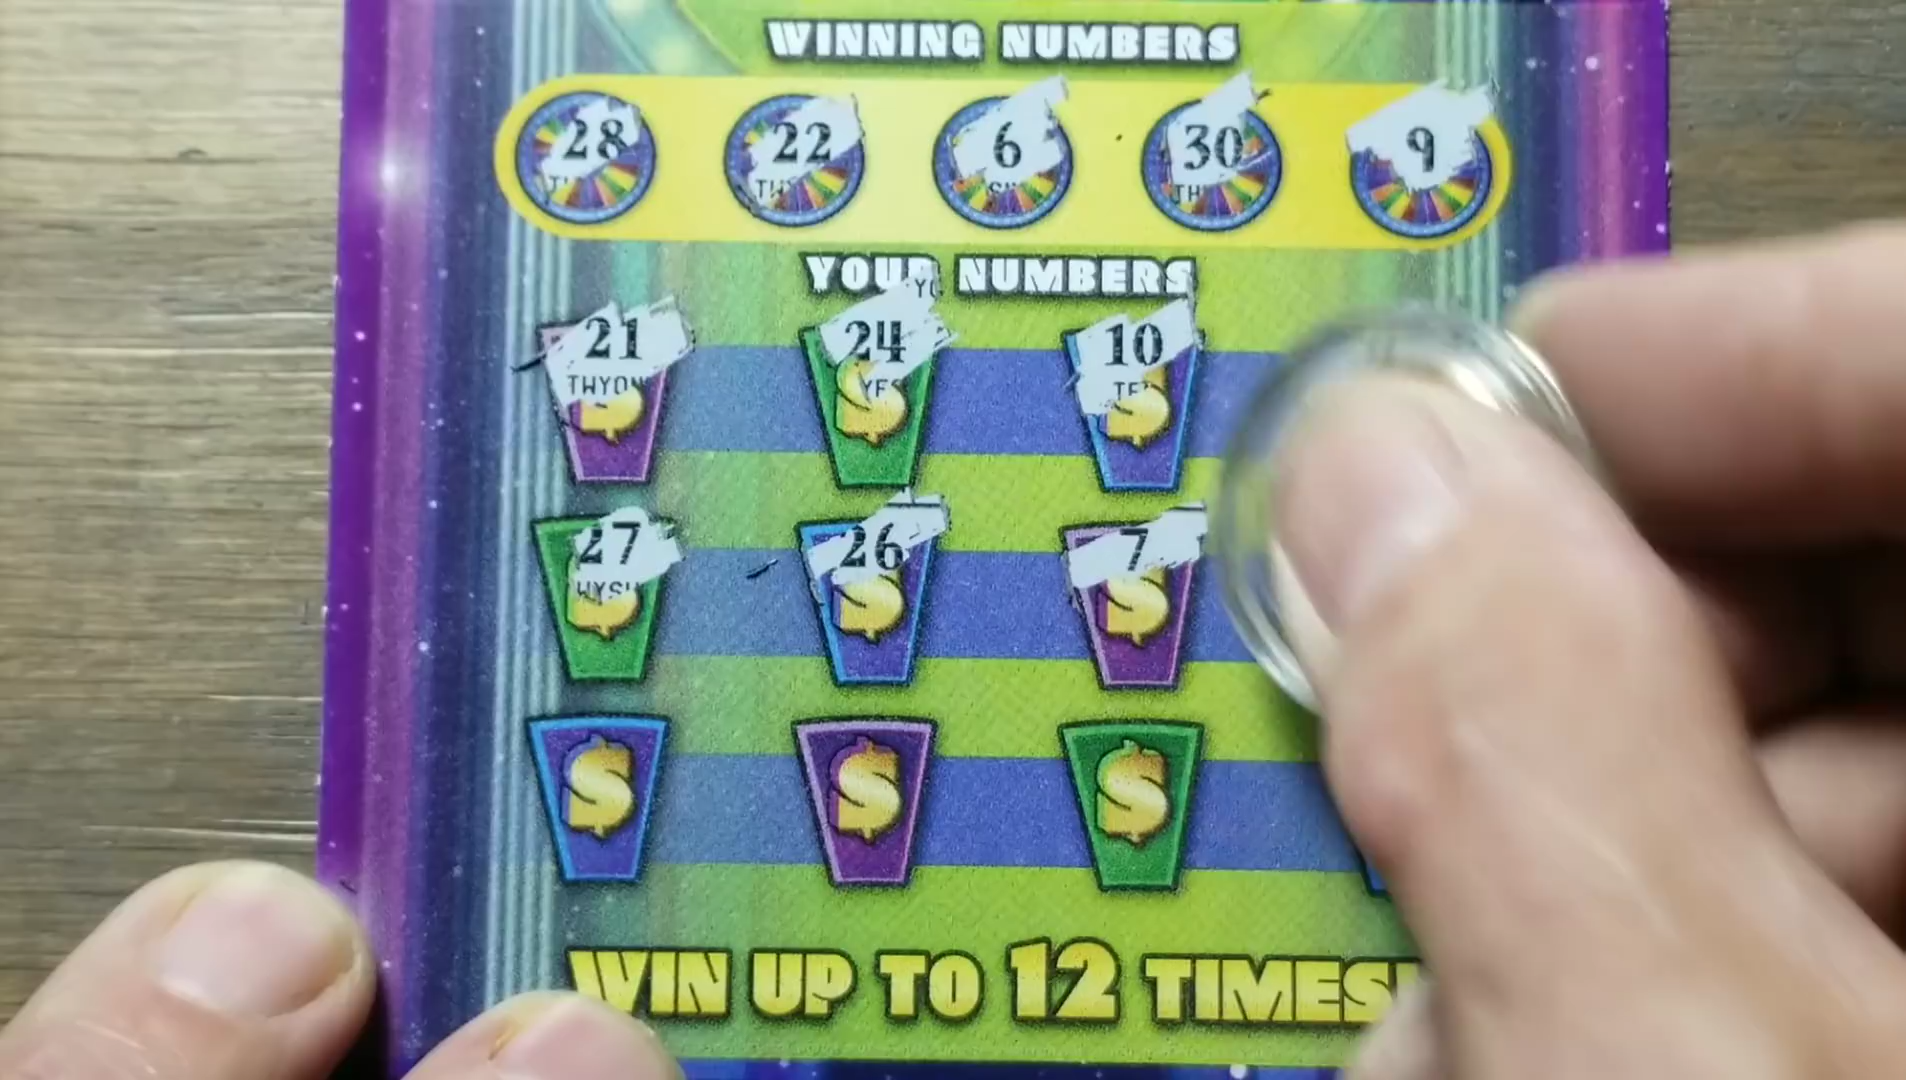 WINNING NUMBERS
28 22 6 30 9
YOUR NUMBERS
21 24 10
27 26 7
WIN UP TO 12 TIMES!